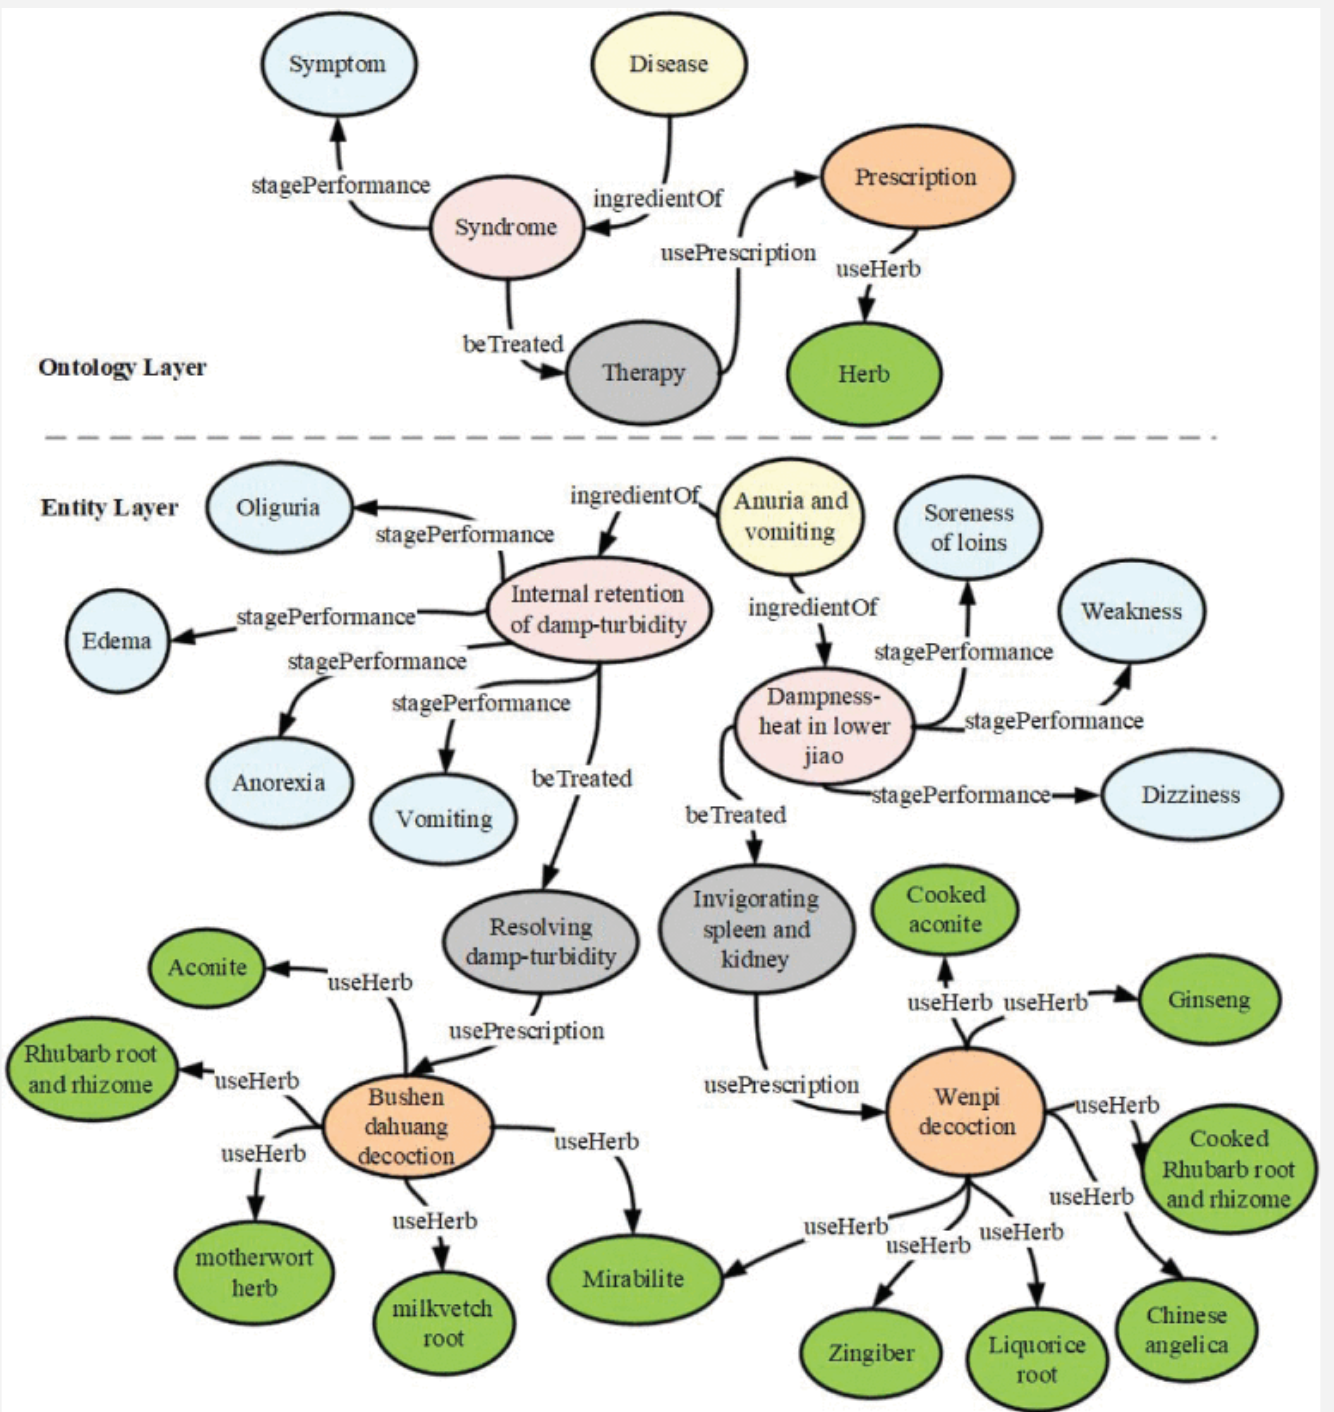 Symptom
Disease
Prescription
stagePerformance
ingredientOf
Syndrome
usePrescription
useHerb
beTreated
Therapy
Herb
Ontology Layer
Entity Layer
Oliguria
ingredientOf
Anuria and
vomiting
Soreness
of loins
stagePerformance
Internal retention
of damp-turbidity
ingredientOf
Weakness
Edema
stagePerformance
stagePerformance
stagePerformance
stagePerformance
Dampness-
heat in lower
jiao
stagePerformance
Anorexia
Vomiting
beTreated
stagePerformance
Dizziness
beTreated
Resolving
damp-turbidity
Invigorating
spleen and
kidney
Cooked
aconite
Aconite
useHerb
useHerb
useHerb
Ginseng
usePrescription
Rhubarb root
and rhizome
useHerb
Bushen
dahuang
decoction
usePrescription
Wenpi
decoction
useHerb
Cooked
Rhubarb root
and rhizome
useHerb
useHerb
useHerb
useHerb
useHerb
useHerb
useHerb
motherwort
herb
milkvetch
root
Mirabilite
Zingiber
Liquorice
root
Chinese
angelica